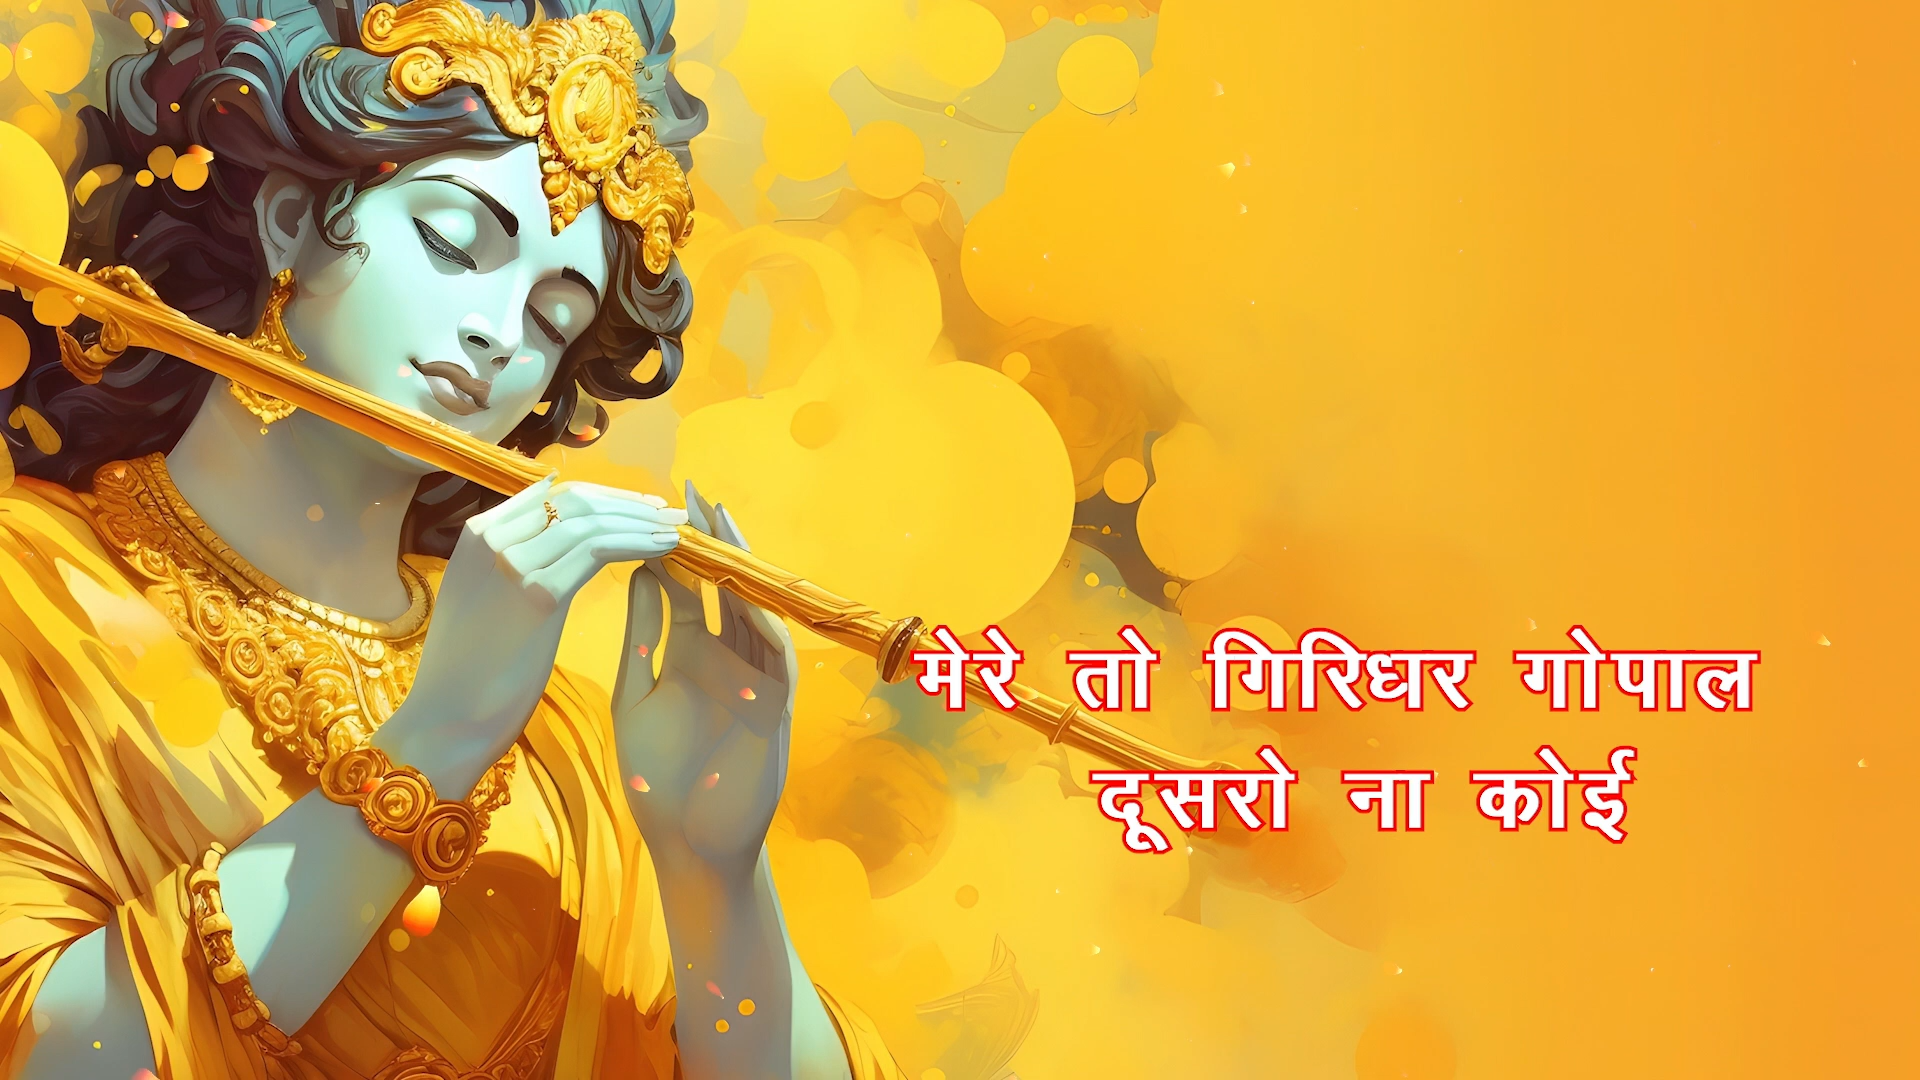 मेरे तो गिरिधर गोपाल
दूसरो ना कोई